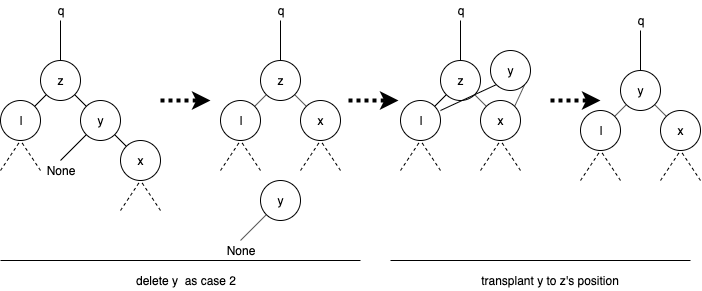 q
q
q
q
z
z
z
y
y
l
y
l
x
l
x
l
x
x
None
y
None
delete y as case 2
transplant y to z's position